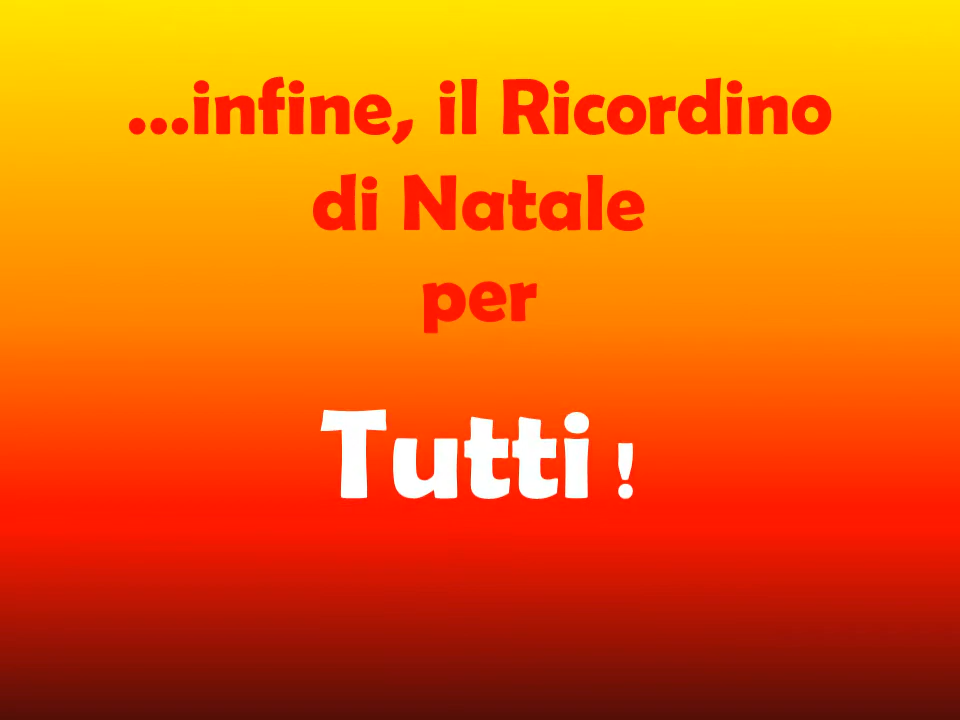 ...infine, il Ricordino
di Natale
per
Tutti !